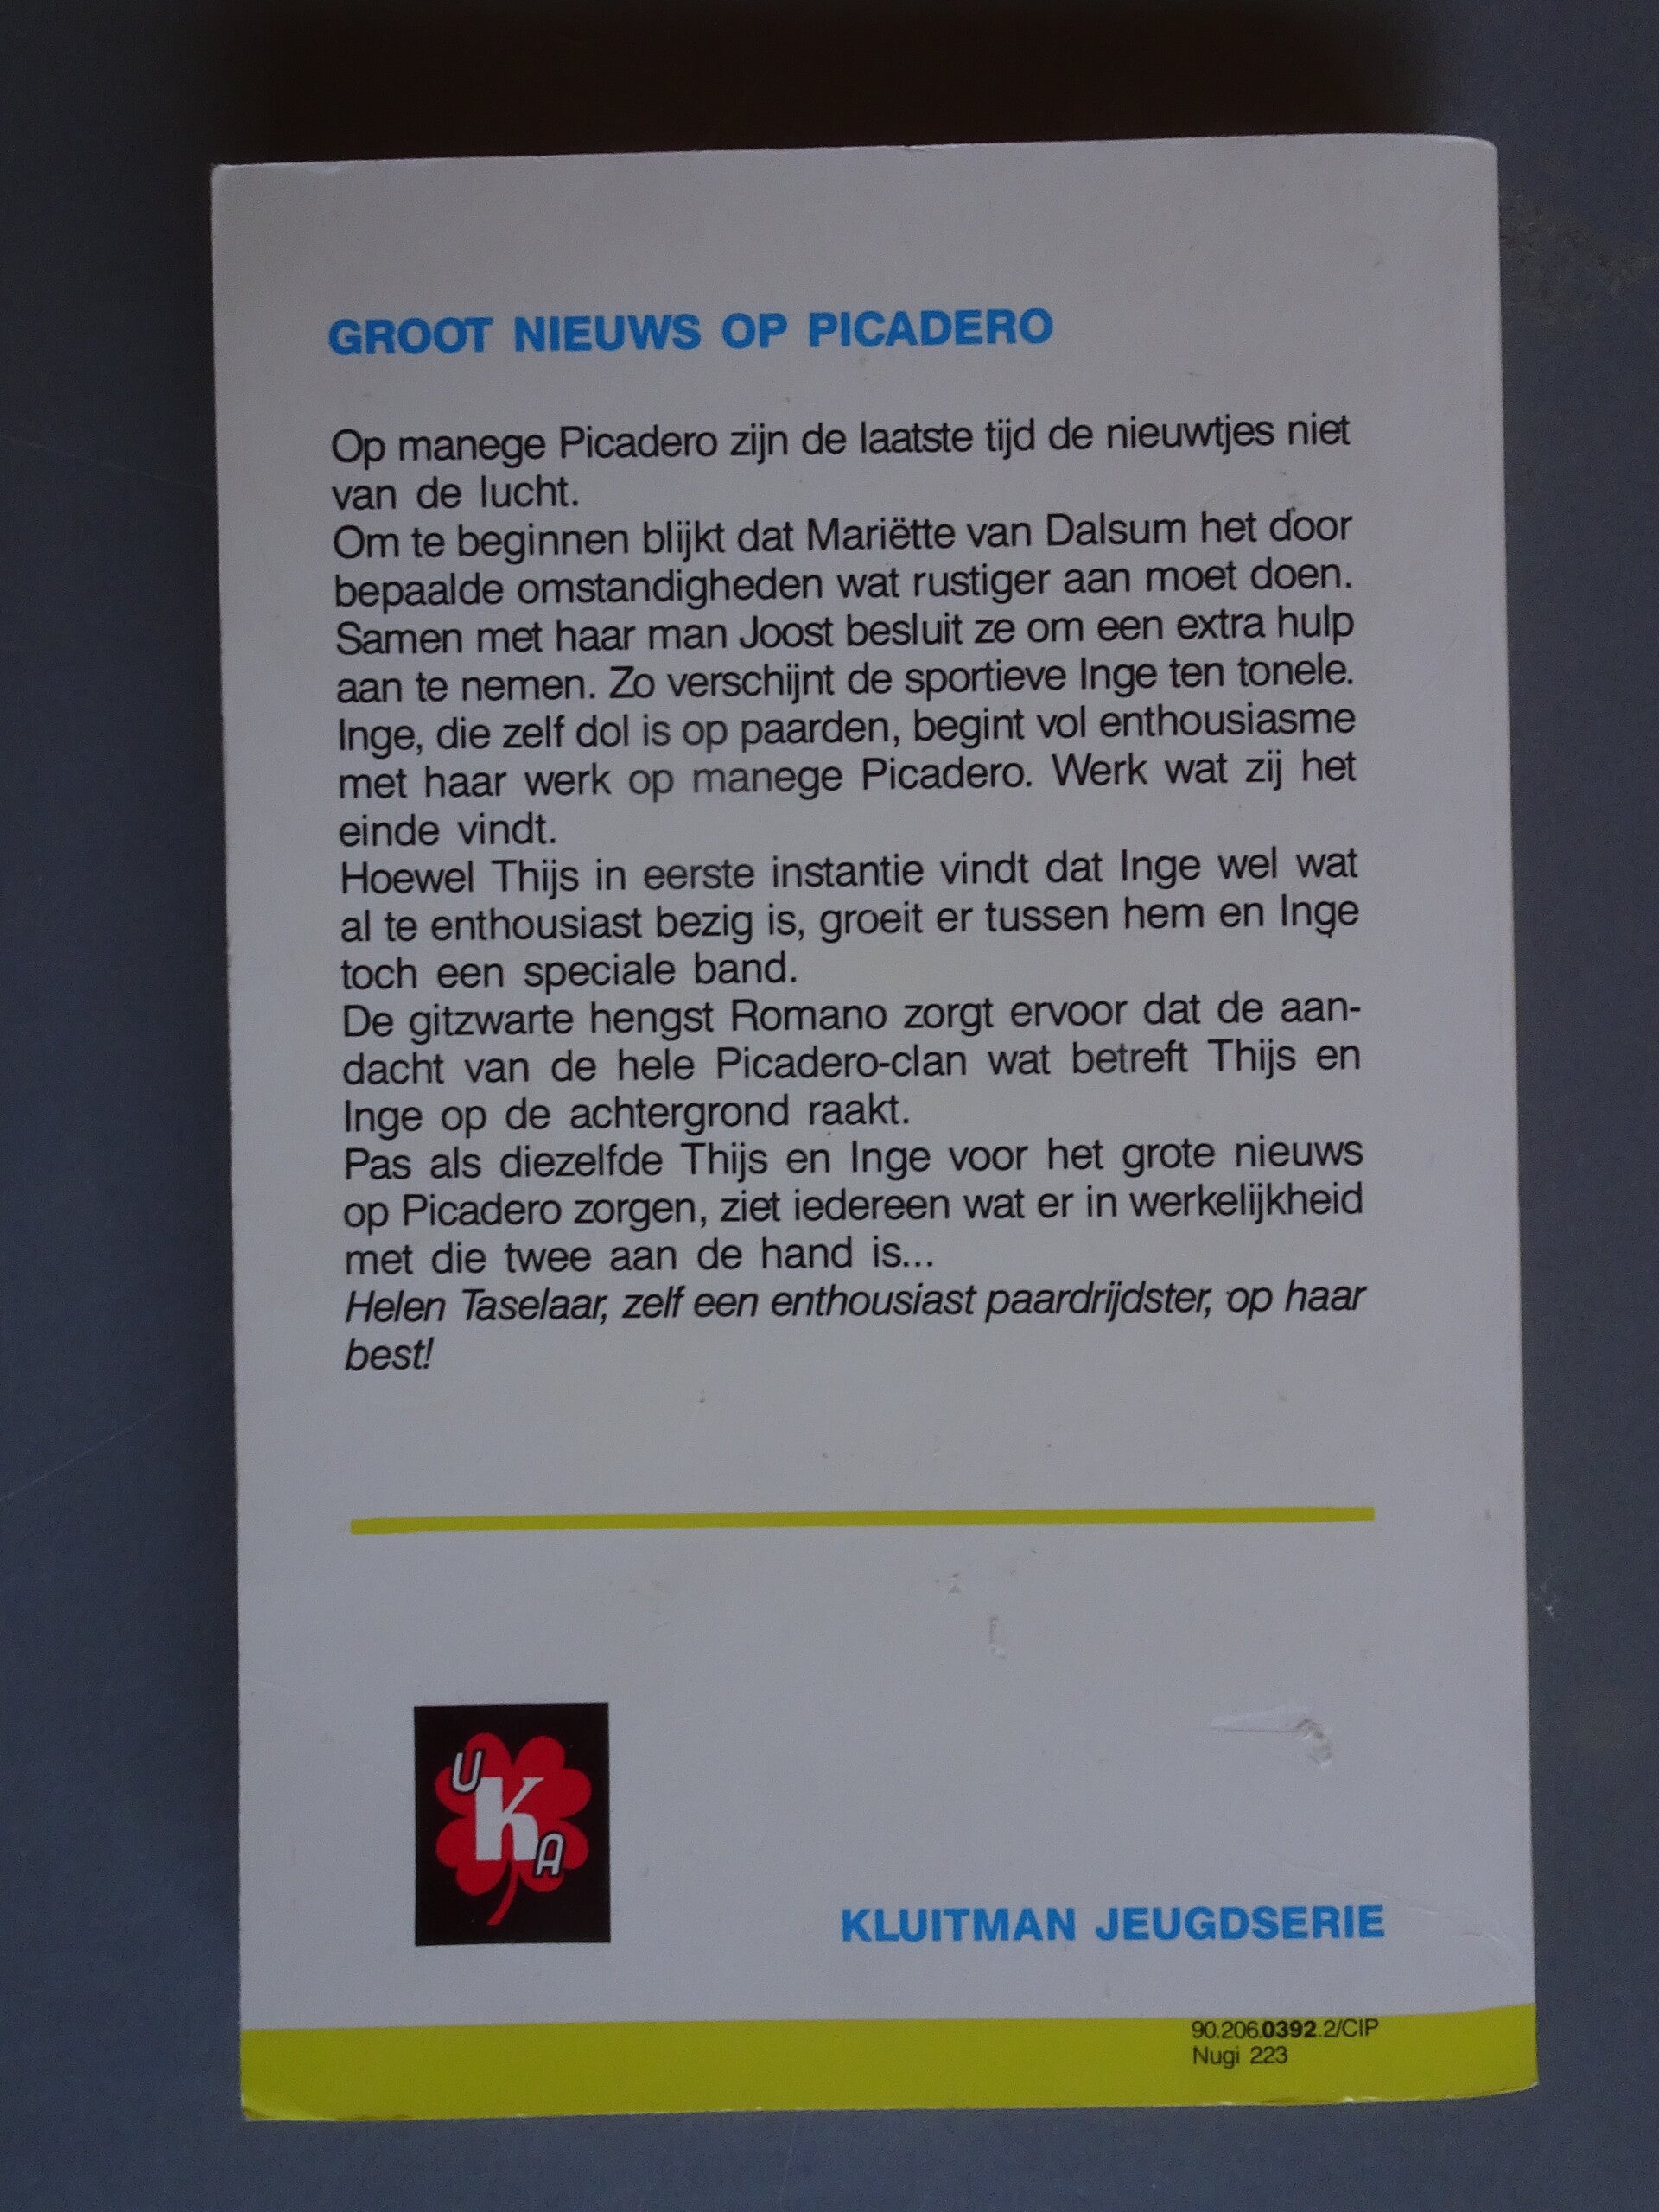 GROOT NIEUWS OP PICADERO
Op manege Picadero zijn de laatste tijd de nieuwtjes niet
van de lucht.
Om te beginnen blijkt dat Mariëtte van Dalsum het door
bepaalde omstandigheden wat rustiger aan moet doen.
Samen met haar man Joost besluit ze om een extra hulp
aan te nemen. Zo verschijnt de sportieve Inge ten tonele.
Inge, die zelf dol is op paarden, begint vol enthousiasme
met haar werk op manege Picadero. Werk wat zij het
einde vindt.
Hoewel Thijs in eerste instantie vindt dat Inge wel wat
al te enthousiast bezig is, groeit er tussen hem en Inge
toch een speciale band.
De gitzwarte hengst Romano zorgt ervoor dat de aan-
dacht van de hele Picadero-clan wat betreft Thijs en
Inge op de achtergrond raakt.
Pas als diezelfde Thijs en Inge voor het grote nieuws
op Picadero zorgen, ziet iedereen wat er in werkelijkheid
met die twee aan de hand is...
Helen Taselaar, zelf een enthousiast paardrijdster, op haar
best!
U
K
A
KLUITMAN JEUGDSERIE
90.206.0392.2/CIP
Nugi 223